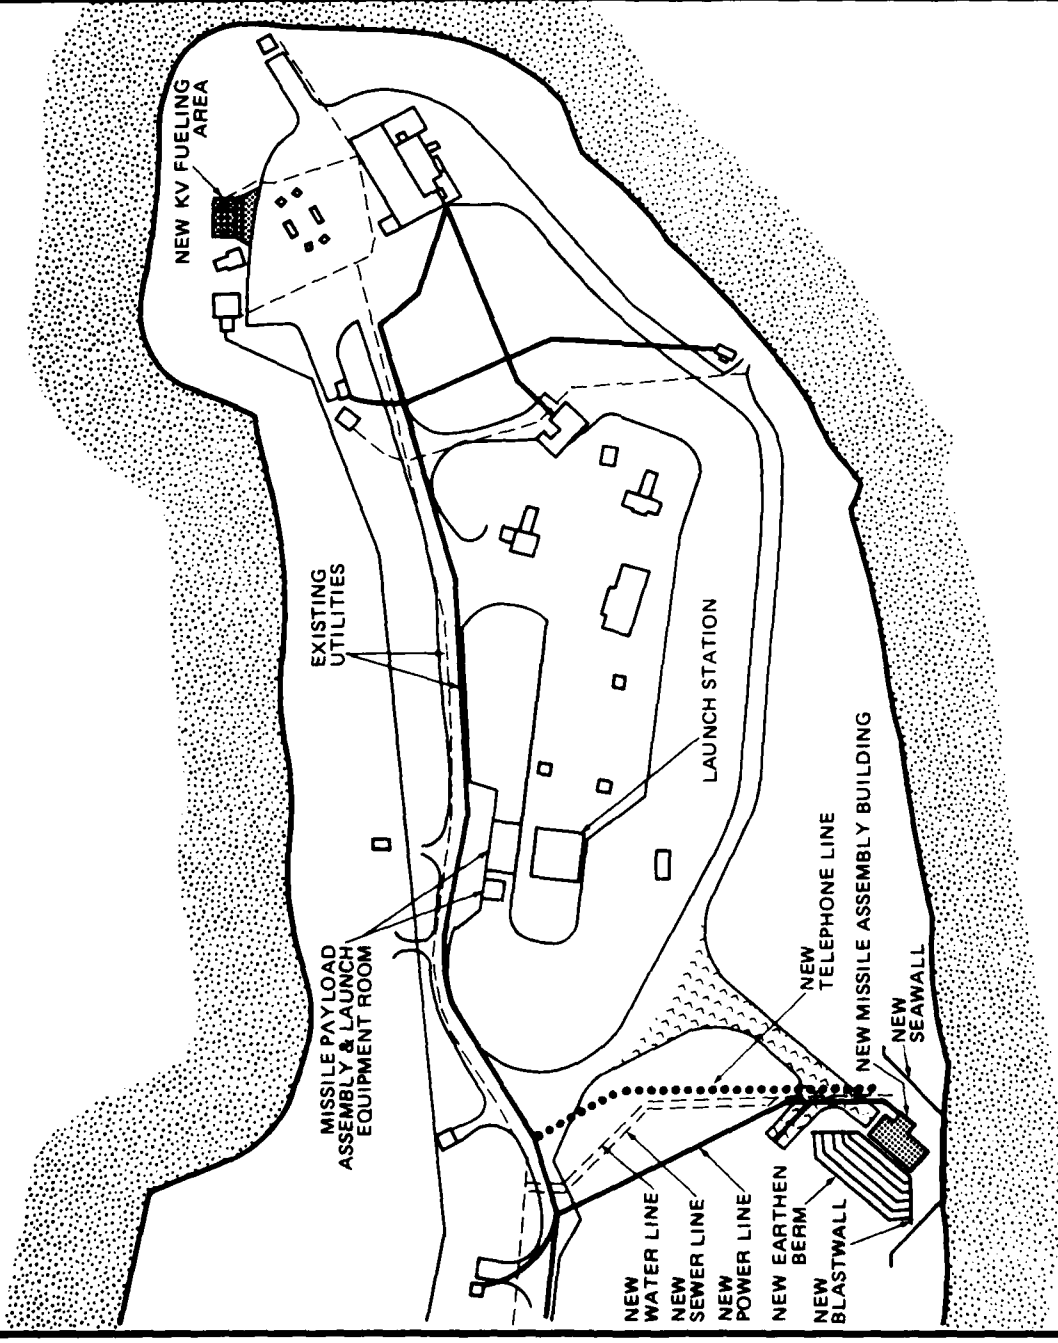 NEW KV FUELING
AREA
EXISTING
UTILITIES
LAUNCH STATION
MISSILE PAYLOAD
ASSEMBLY & LAUNCH
EQUIPMENT ROOM
NEW
TELEPHONE LINE
NEW MISSILE ASSEMBLY BUILDING
NEW
SEAWALL
NEW
WATER LINE
NEW
SEWER LINE
NEW
POWER LINE
NEW EARTHEN
BERM
NEW
BLASTWALL